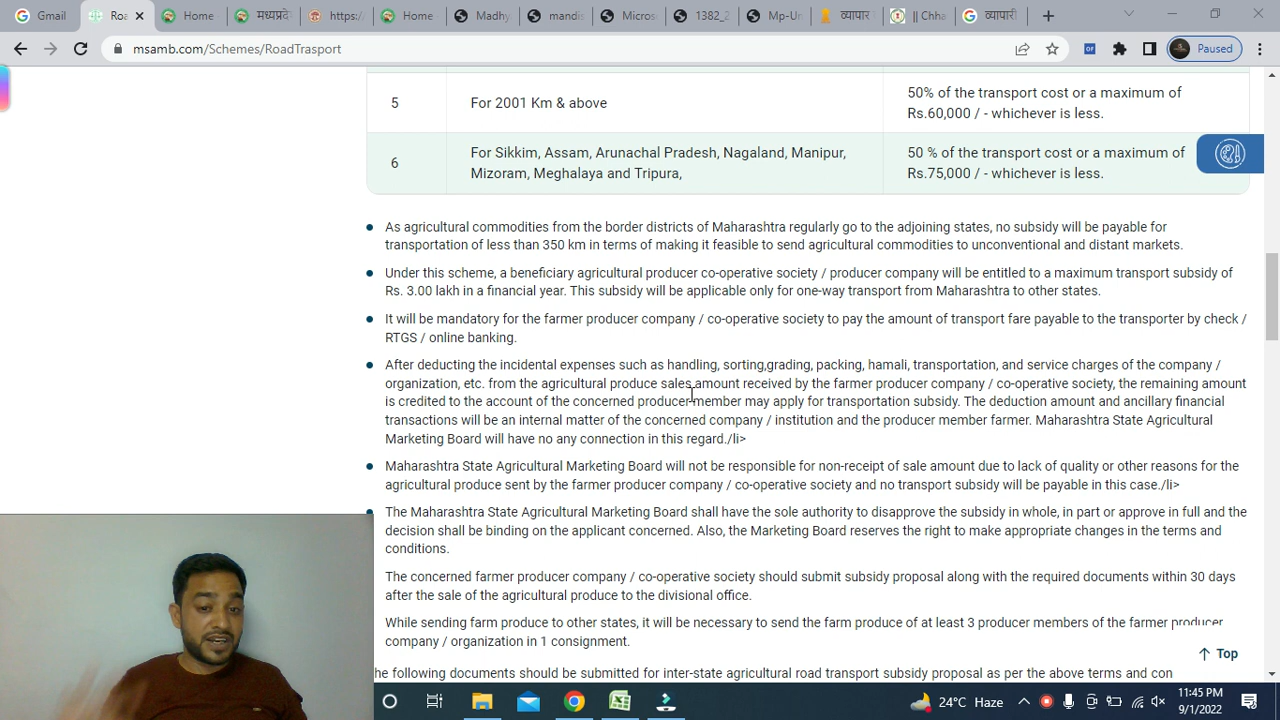 Gmail
Roa
Home
मध्यप्रदे
https:/
Home
Madhy
mandi
Micros
1382_2
Mp-Un
व्यापार
|| Chha
व्यापारी
msamb.com/Schemes/RoadTrasport
Paused
5
For 2001 Km & above
50% of the transport cost or a maximum of
Rs.60,000 / - whichever is less.
6
For Sikkim, Assam, Arunachal Pradesh, Nagaland, Manipur,
Mizoram, Meghalaya and Tripura,
50 % of the transport cost or a maximum of
Rs.75,000 / - whichever is less.
As agricultural commodities from the border districts of Maharashtra regularly go to the adjoining states, no subsidy will be payable for
transportation of less than 350 km in terms of making it feasible to send agricultural commodities to unconventional and distant markets.
Under this scheme, a beneficiary agricultural producer co-operative society / producer company will be entitled to a maximum transport subsidy of
Rs. 3.00 lakh in a financial year. This subsidy will be applicable only for one-way transport from Maharashtra to other states.
It will be mandatory for the farmer producer company / co-operative society to pay the amount of transport fare payable to the transporter by check /
RTGS / online banking.
After deducting the incidental expenses such as handling, sorting,grading, packing, hamali, transportation, and service charges of the company /
organization, etc. from the agricultural produce sales amount received by the farmer producer company / co-operative society, the remaining amount
is credited to the account of the concerned producer member may apply for transportation subsidy. The deduction amount and ancillary financial
transactions will be an internal matter of the concerned company / institution and the producer member farmer. Maharashtra State Agricultural
Marketing Board will have no any connection in this regard./li>
Maharashtra State Agricultural Marketing Board will not be responsible for non-receipt of sale amount due to lack of quality or other reasons for the
agricultural produce sent by the farmer producer company / co-operative society and no transport subsidy will be payable in this case./li>
The Maharashtra State Agricultural Marketing Board shall have the sole authority to disapprove the subsidy in whole, in part or approve in full and the
decision shall be binding on the applicant concerned. Also, the Marketing Board reserves the right to make appropriate changes in the terms and
conditions.
The concerned farmer producer company / co-operative society should submit subsidy proposal along with the required documents within 30 days
after the sale of the agricultural produce to the divisional office.
While sending farm produce to other states, it will be necessary to send the farm produce of at least 3 producer members of the farmer producer
company / organization in 1 consignment.
he following documents should be submitted for inter-state agricultural road transport subsidy proposal as per the above terms and con
Top
24°C Haze
11:45 PM
9/1/2022